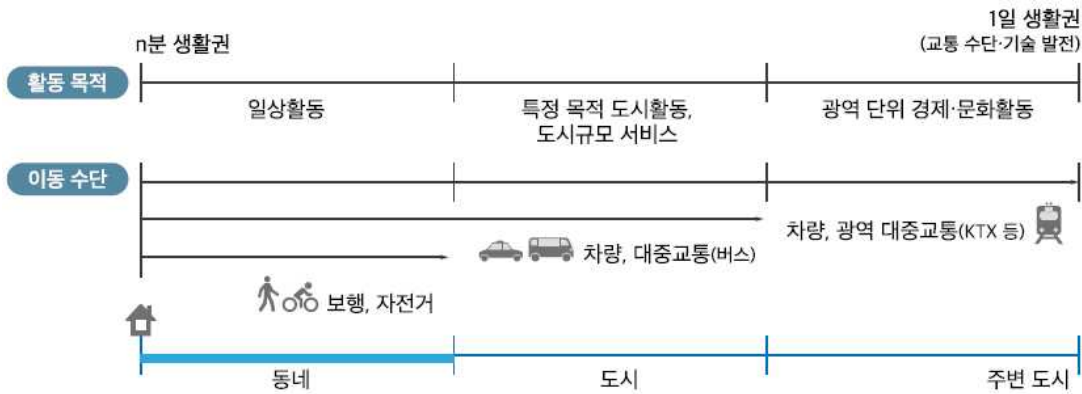 n분 생활권
1일 생활권
(교통 수단·기술 발전)
활동 목적
일상활동
특정 목적 도시활동,
도시규모 서비스
광역 단위 경제·문화활동
이동 수단
차량, 광역 대중교통(KTX 등)
차량, 대중교통(버스)
보행, 자전거
동네
도시
주변 도시